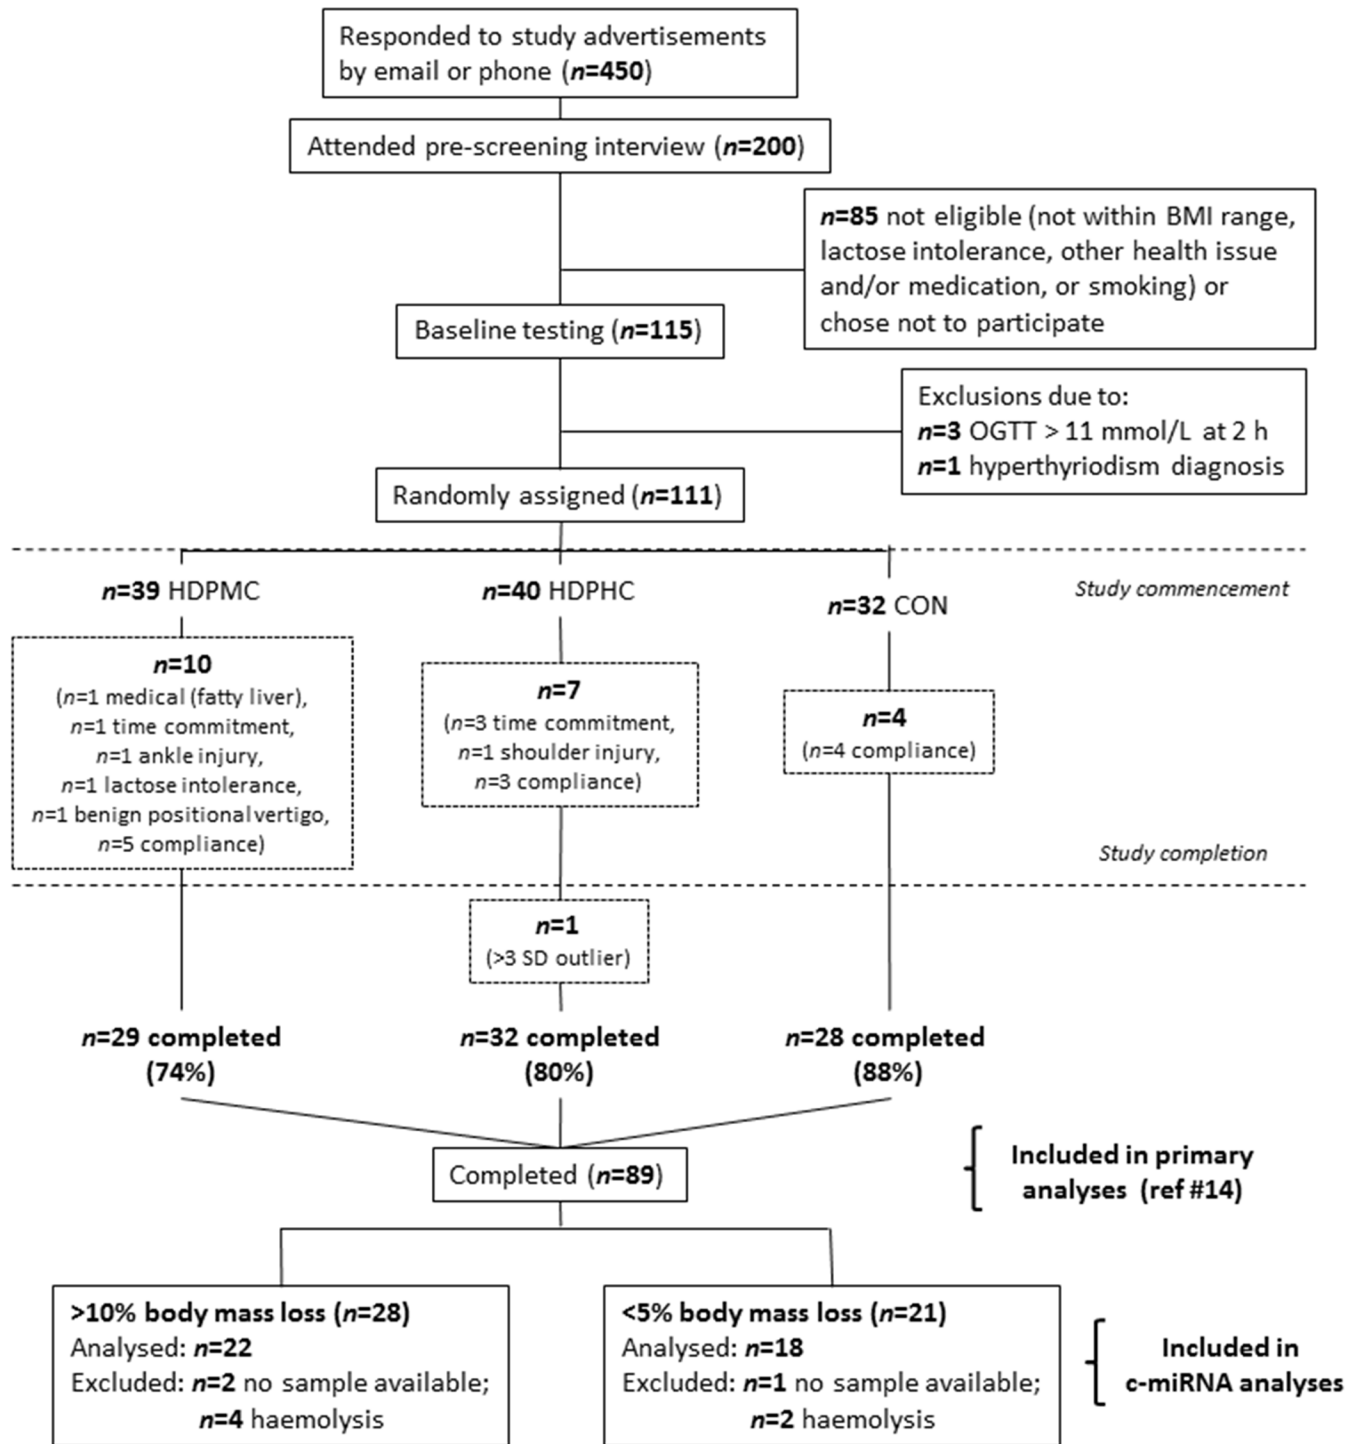 Responded to study advertisements
by email or phone (n=450)
Attended pre-screening interview (n=200)
n=85 not eligible (not within BMI range,
lactose intolerance, other health issue
and/or medication, or smoking) or
chose not to participate
Baseline testing (n=115)
Exclusions due to:
n=3 OGTT > 11 mmol/L at 2 h
n=1 hyperthyriodism diagnosis
Randomly assigned (n=111)
Study commencement
n=39 HDPMC
n=10
(n=1 medical (fatty liver),
n=1 time commitment,
n=1 ankle injury,
n=1 lactose intolerance,
n=1 benign positional vertigo,
n=5 compliance)
n=40 HDPHC
n=7
(n=3 time commitment,
n=1 shoulder injury,
n=3 compliance)
n=32 CON
n=4
(n=4 compliance)
Study completion
n=1
(>3 SD outlier)
n=29 completed
(74%)
n=32 completed
(80%)
n=28 completed
(88%)
Completed (n=89)
Included in primary
analyses (ref #14)
>10% body mass loss (n=28)
Analysed: n=22
Excluded: n=2 no sample available;
n=4 haemolysis
<5% body mass loss (n=21)
Analysed: n=18
Excluded: n=1 no sample available;
n=2 haemolysis
Included in
c-miRNA analyses